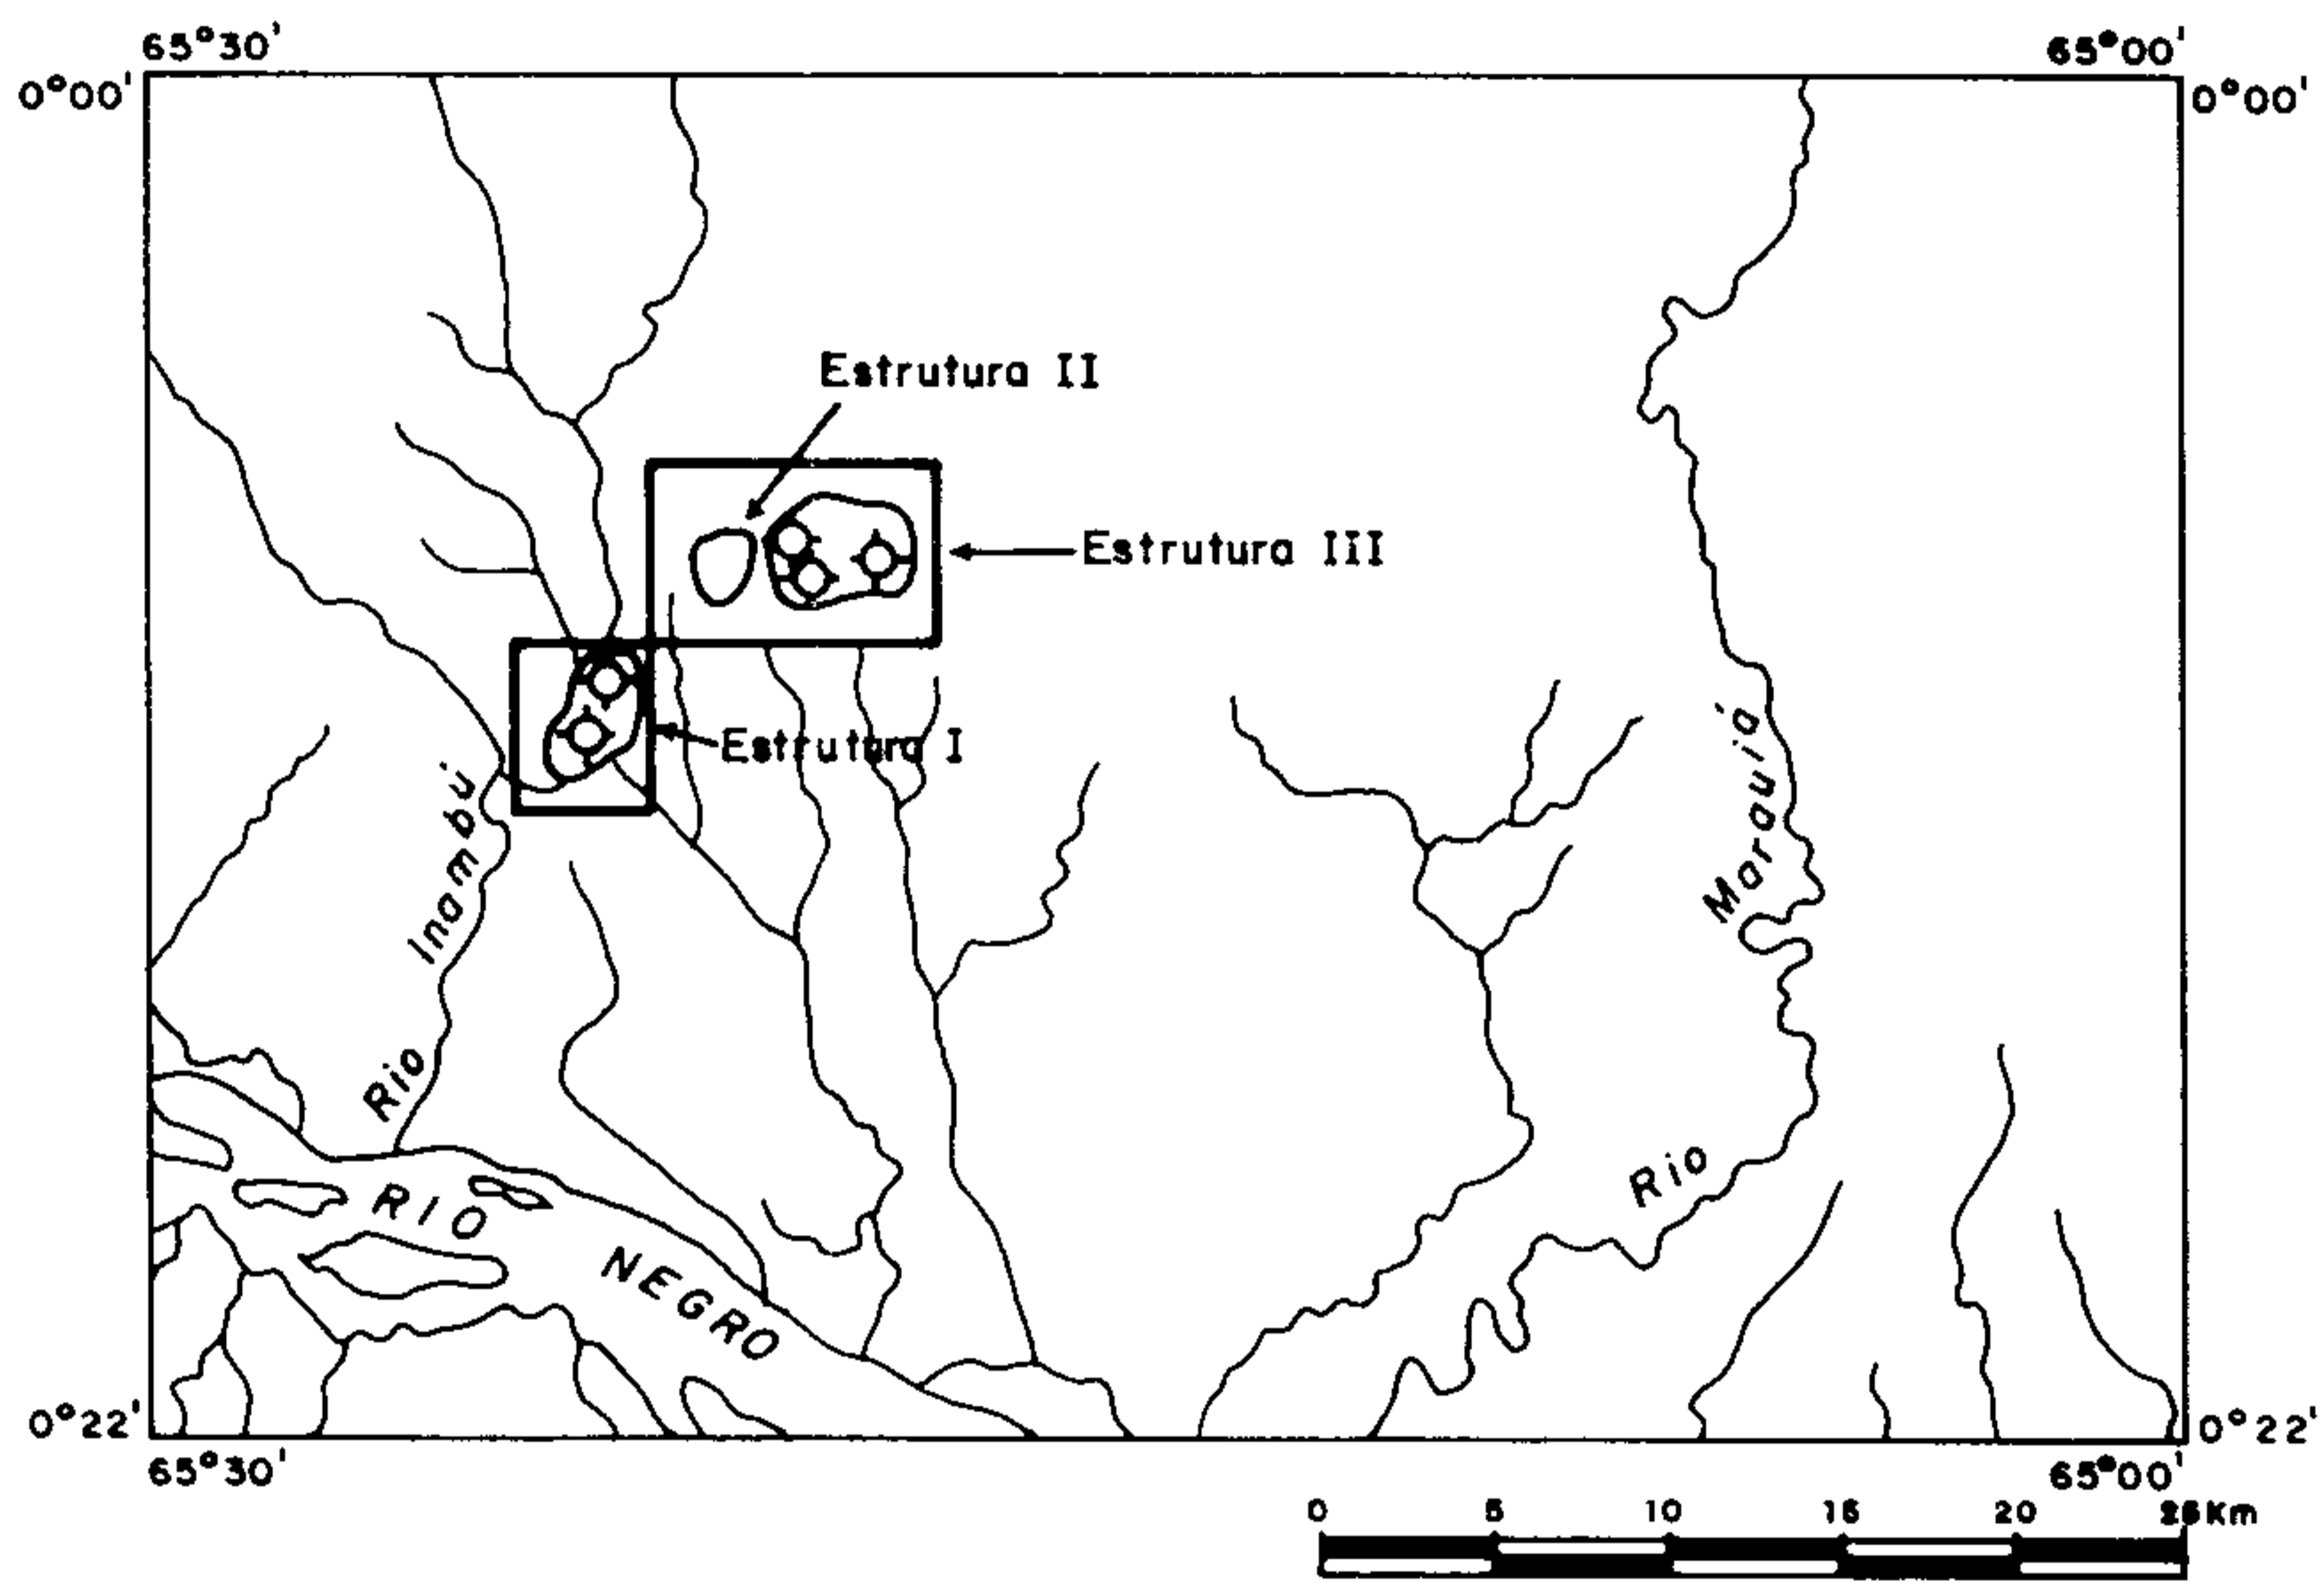 65°30' 65°00'
0°00' 0°00'
Estrutura II
Estrutura III
Estrutura I
Rio Inambú
Rio Marauiá
RIO NEGRO
0°22' 0°22'
65°30' 65°00'
0 5 10 15 20 25Km